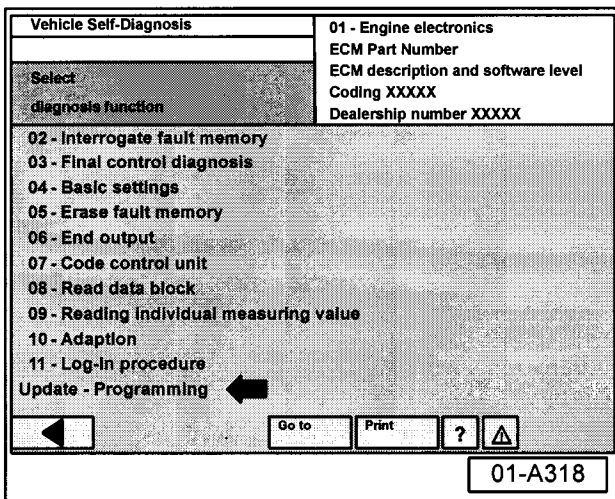 Vehicle Self-Diagnosis
Select
diagnosis function
01 - Engine electronics
ECM Part Number
ECM description and software level
Coding XXXXX
Dealership number XXXXX
02 - Interrogate fault memory
03 - Final control diagnosis
04 - Basic settings
05 - Erase fault memory
06 - End output
07 - Code control unit
08 - Read data block
09 - Reading individual measuring value
10 - Adaption
11 - Log-In procedure
Update - Programming
Go to
Print
?
01-A318